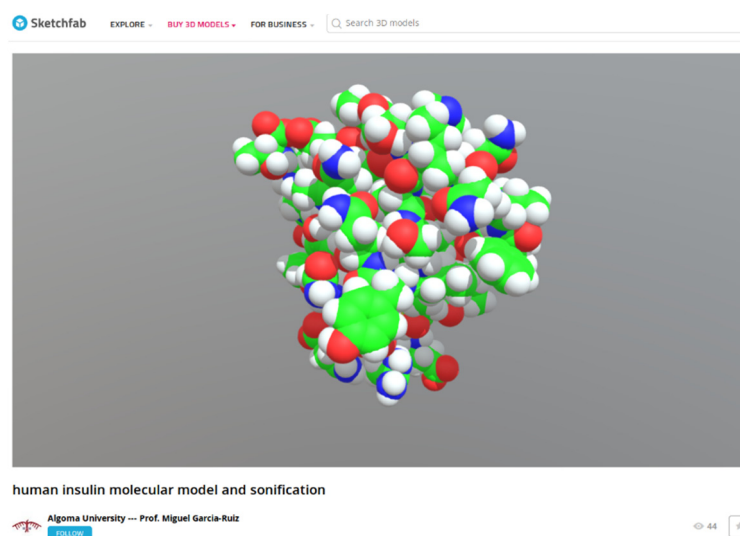 Sketchfab
EXPLORE BUY 3D MODELS FOR BUSINESS Search 3D models
human insulin molecular model and sonification
Algoma University --- Prof. Miguel Garcia-Ruiz
FOLLOW
44